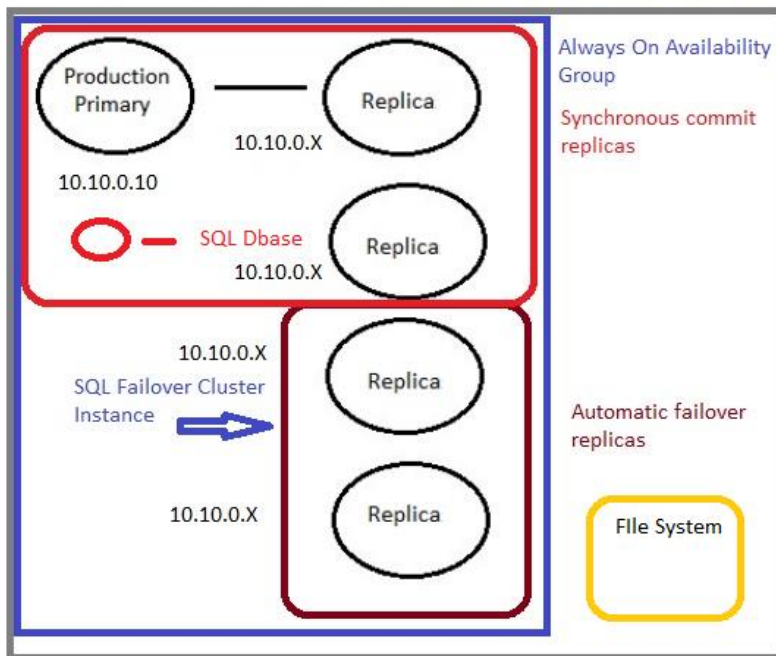 Production
Primary
Replica
10.10.0.X
10.10.0.10
SQL Dbase
Replica
10.10.0.X
10.10.0.X
Replica
SQL Failover Cluster
Instance
10.10.0.X
Replica
Always On Availability
Group
Synchronous commit
replicas
Automatic failover
replicas
FIle System